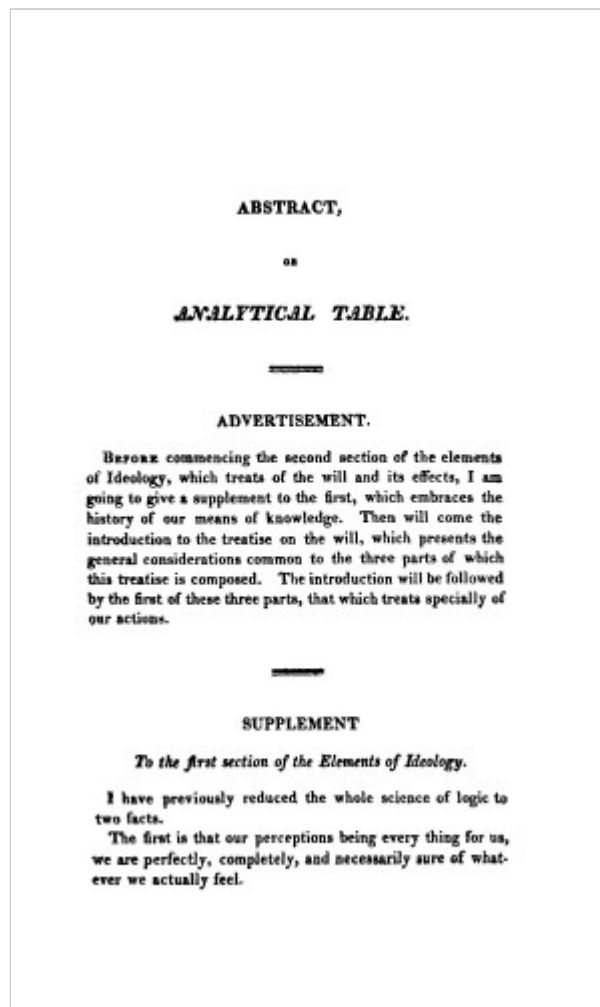 ABSTRACT,
OR
ANALYTICAL TABLE.
ADVERTISEMENT.
BEFORE commencing the second section of the elements
of Ideology, which treats of the will and its effects, I am
going to give a supplement to the first, which embraces the
history of our means of knowledge. Then will come the
introduction to the treatise on the will, which presents the
general considerations common to the three parts of which
this treatise is composed. The introduction will be followed
by the first of these three parts, that which treats specially of
our actions.
SUPPLEMENT
To the first section of the Elements of Ideology.
I have previously reduced the whole science of logic to
two facts.
The first is that our perceptions being every thing for us,
we are perfectly, completely, and necessarily sure of what-
ever we actually feel.